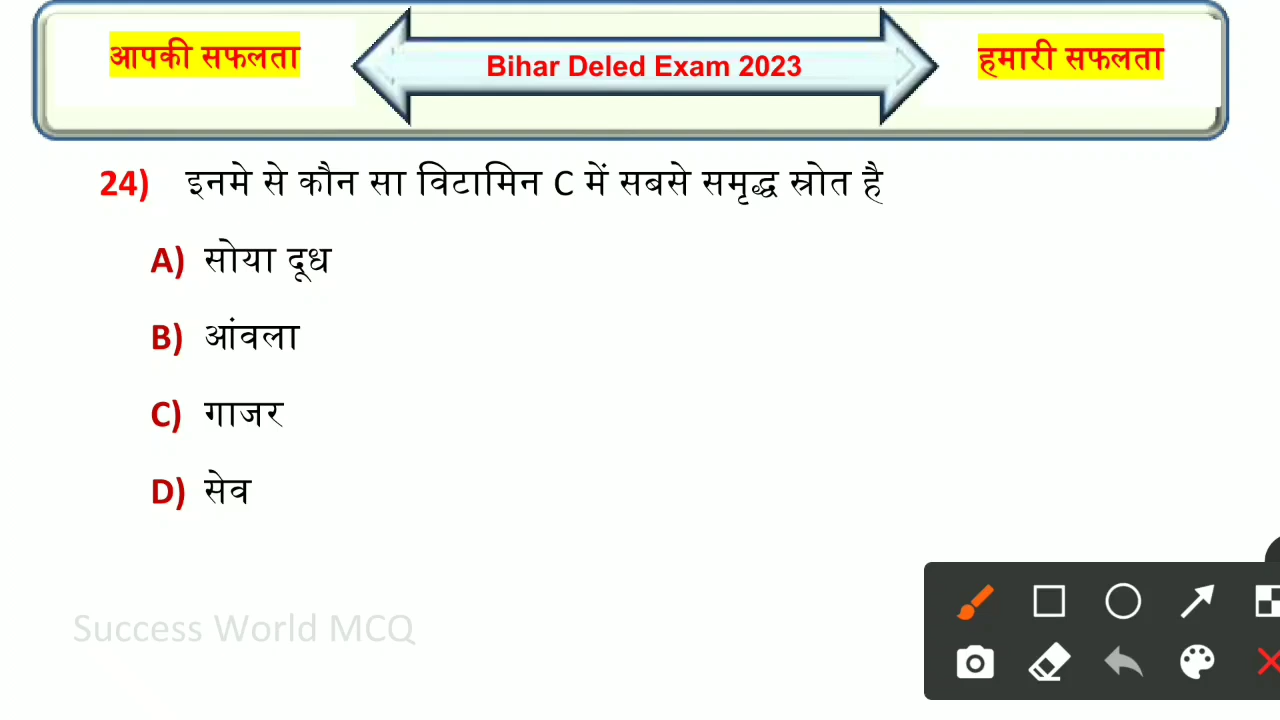 आपकी सफलता
Bihar Deled Exam 2023
हमारी सफलता
24) इनमे से कौन सा विटामिन C में सबसे समृद्ध स्रोत है
A) सोया दूध
B) आंवला
C) गाजर
D) सेव
Success World MCQ